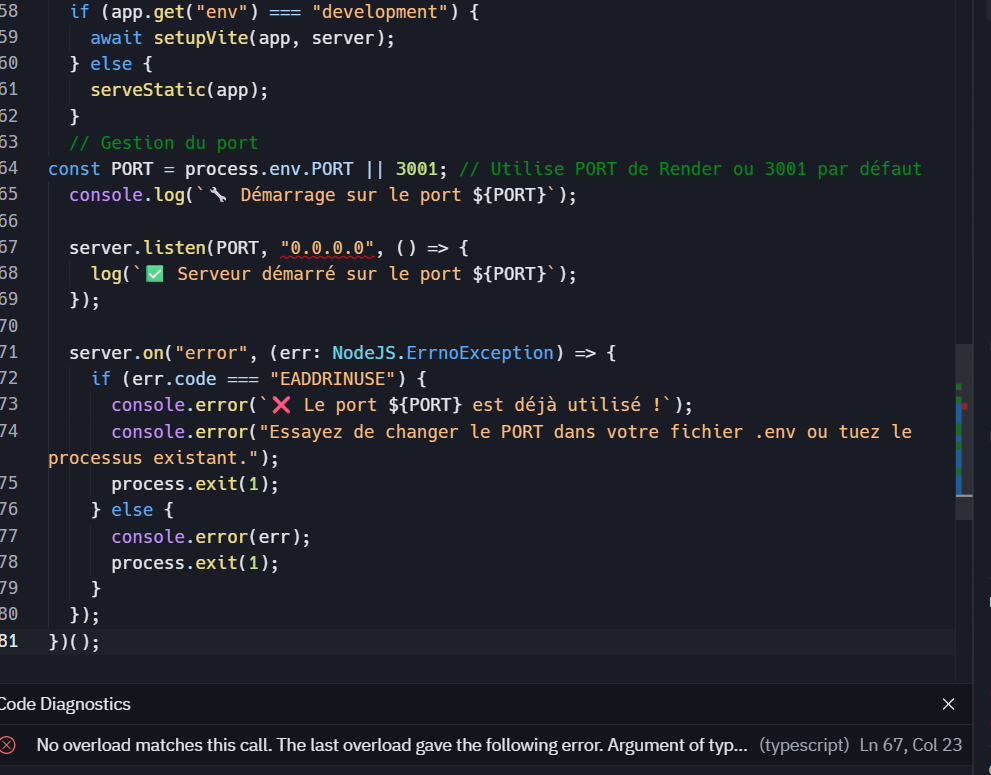 58 if (app.get("env") === "development") {
59 await setupVite(app, server);
60 } else {
61 serveStatic(app);
62 }
63 // Gestion du port
64 const PORT = process.env.PORT || 3001; // Utilise PORT de Render ou 3001 par défaut
65 console.log(`🔧 Démarrage sur le port ${PORT}`);
66
67 server.listen(PORT, "0.0.0.0", () => {
68 log(`✅ Serveur démarré sur le port ${PORT}`);
69 });
70
71 server.on("error", (err: NodeJS.ErrnoException) => {
72 if (err.code === "EADDRINUSE") {
73 console.error(`❌ Le port ${PORT} est déjà utilisé !`);
74 console.error("Essayez de changer le PORT dans votre fichier .env ou tuez le
processus existant.");
75 process.exit(1);
76 } else {
77 console.error(err);
78 process.exit(1);
79 }
80 });
81 })();
Code Diagnostics
No overload matches this call. The last overload gave the following error. Argument of typ... (typescript) Ln 67, Col 23